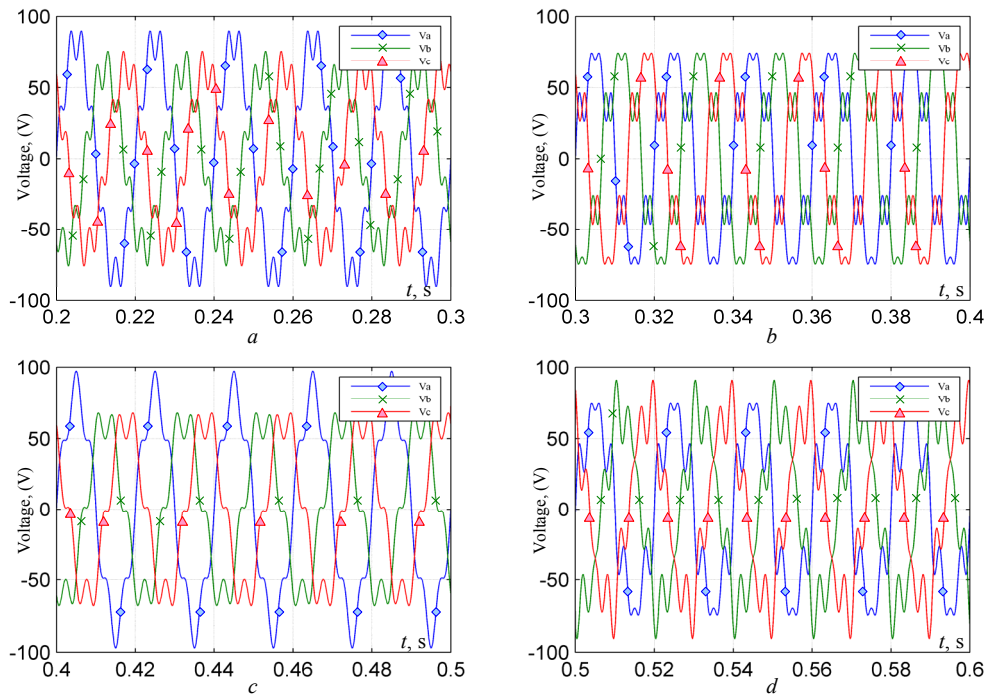 100
50
0
-50
-100
Voltage, (V)
Va
Vb
Vc
t, s
0.2 0.22 0.24 0.26 0.28 0.3
a
100
50
0
-50
-100
Voltage, (V)
Va
Vb
Vc
t, s
0.3 0.32 0.34 0.36 0.38 0.4
b
100
50
0
-50
-100
Voltage, (V)
Va
Vb
Vc
t, s
0.4 0.42 0.44 0.46 0.48 0.5
c
100
50
0
-50
-100
Voltage, (V)
Va
Vb
Vc
t, s
0.5 0.52 0.54 0.56 0.58 0.6
d